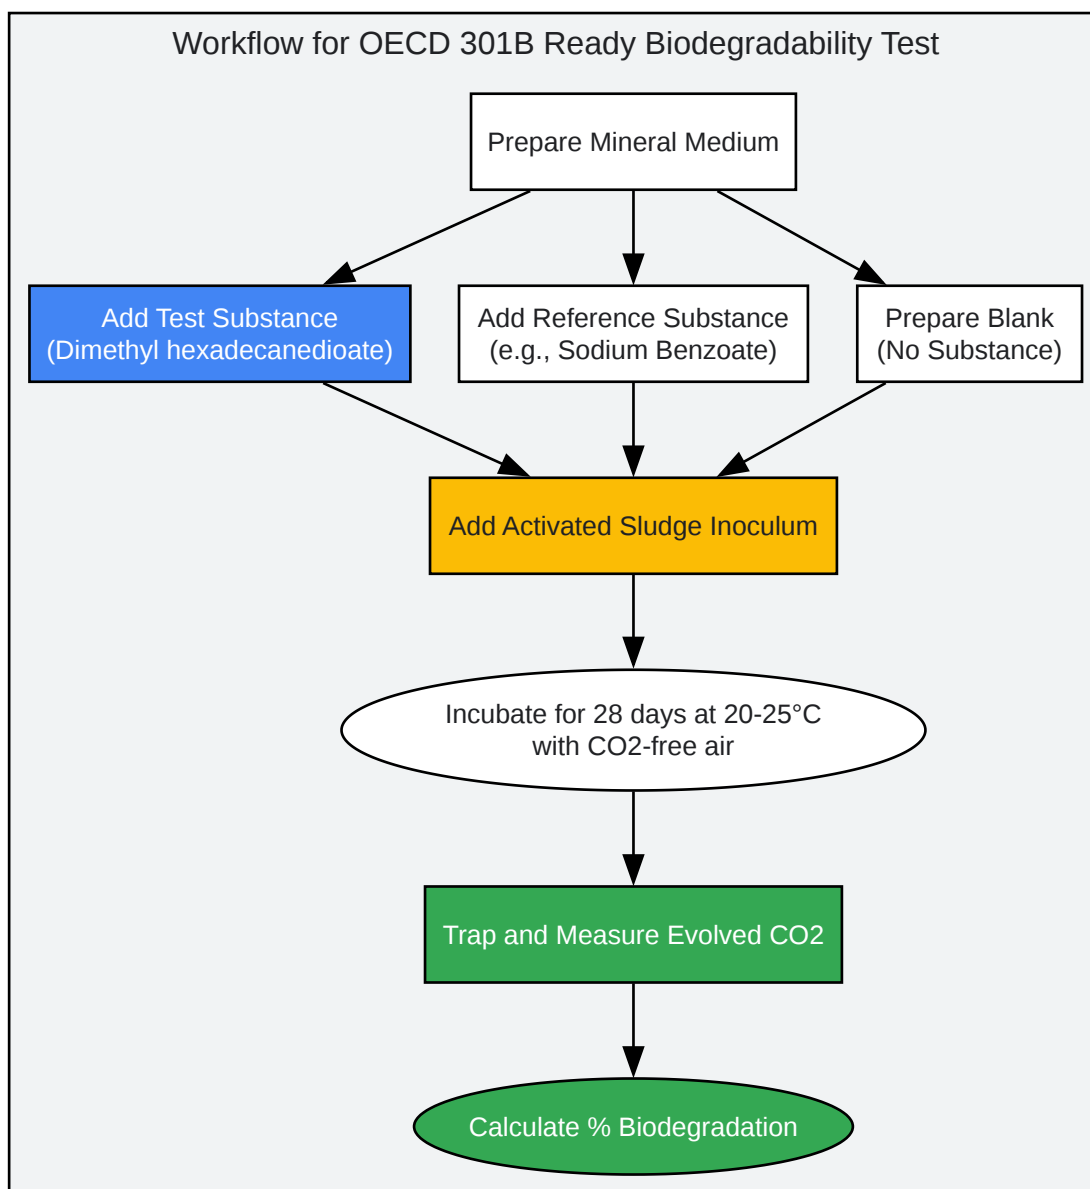 Workflow for OECD 301B Ready Biodegradability Test
Prepare Mineral Medium
Add Test Substance
(Dimethyl hexadecanedioate)
Add Reference Substance
(e.g., Sodium Benzoate)
Prepare Blank
(No Substance)
Add Activated Sludge Inoculum
Incubate for 28 days at 20-25°C
with CO2-free air
Trap and Measure Evolved CO2
Calculate % Biodegradation